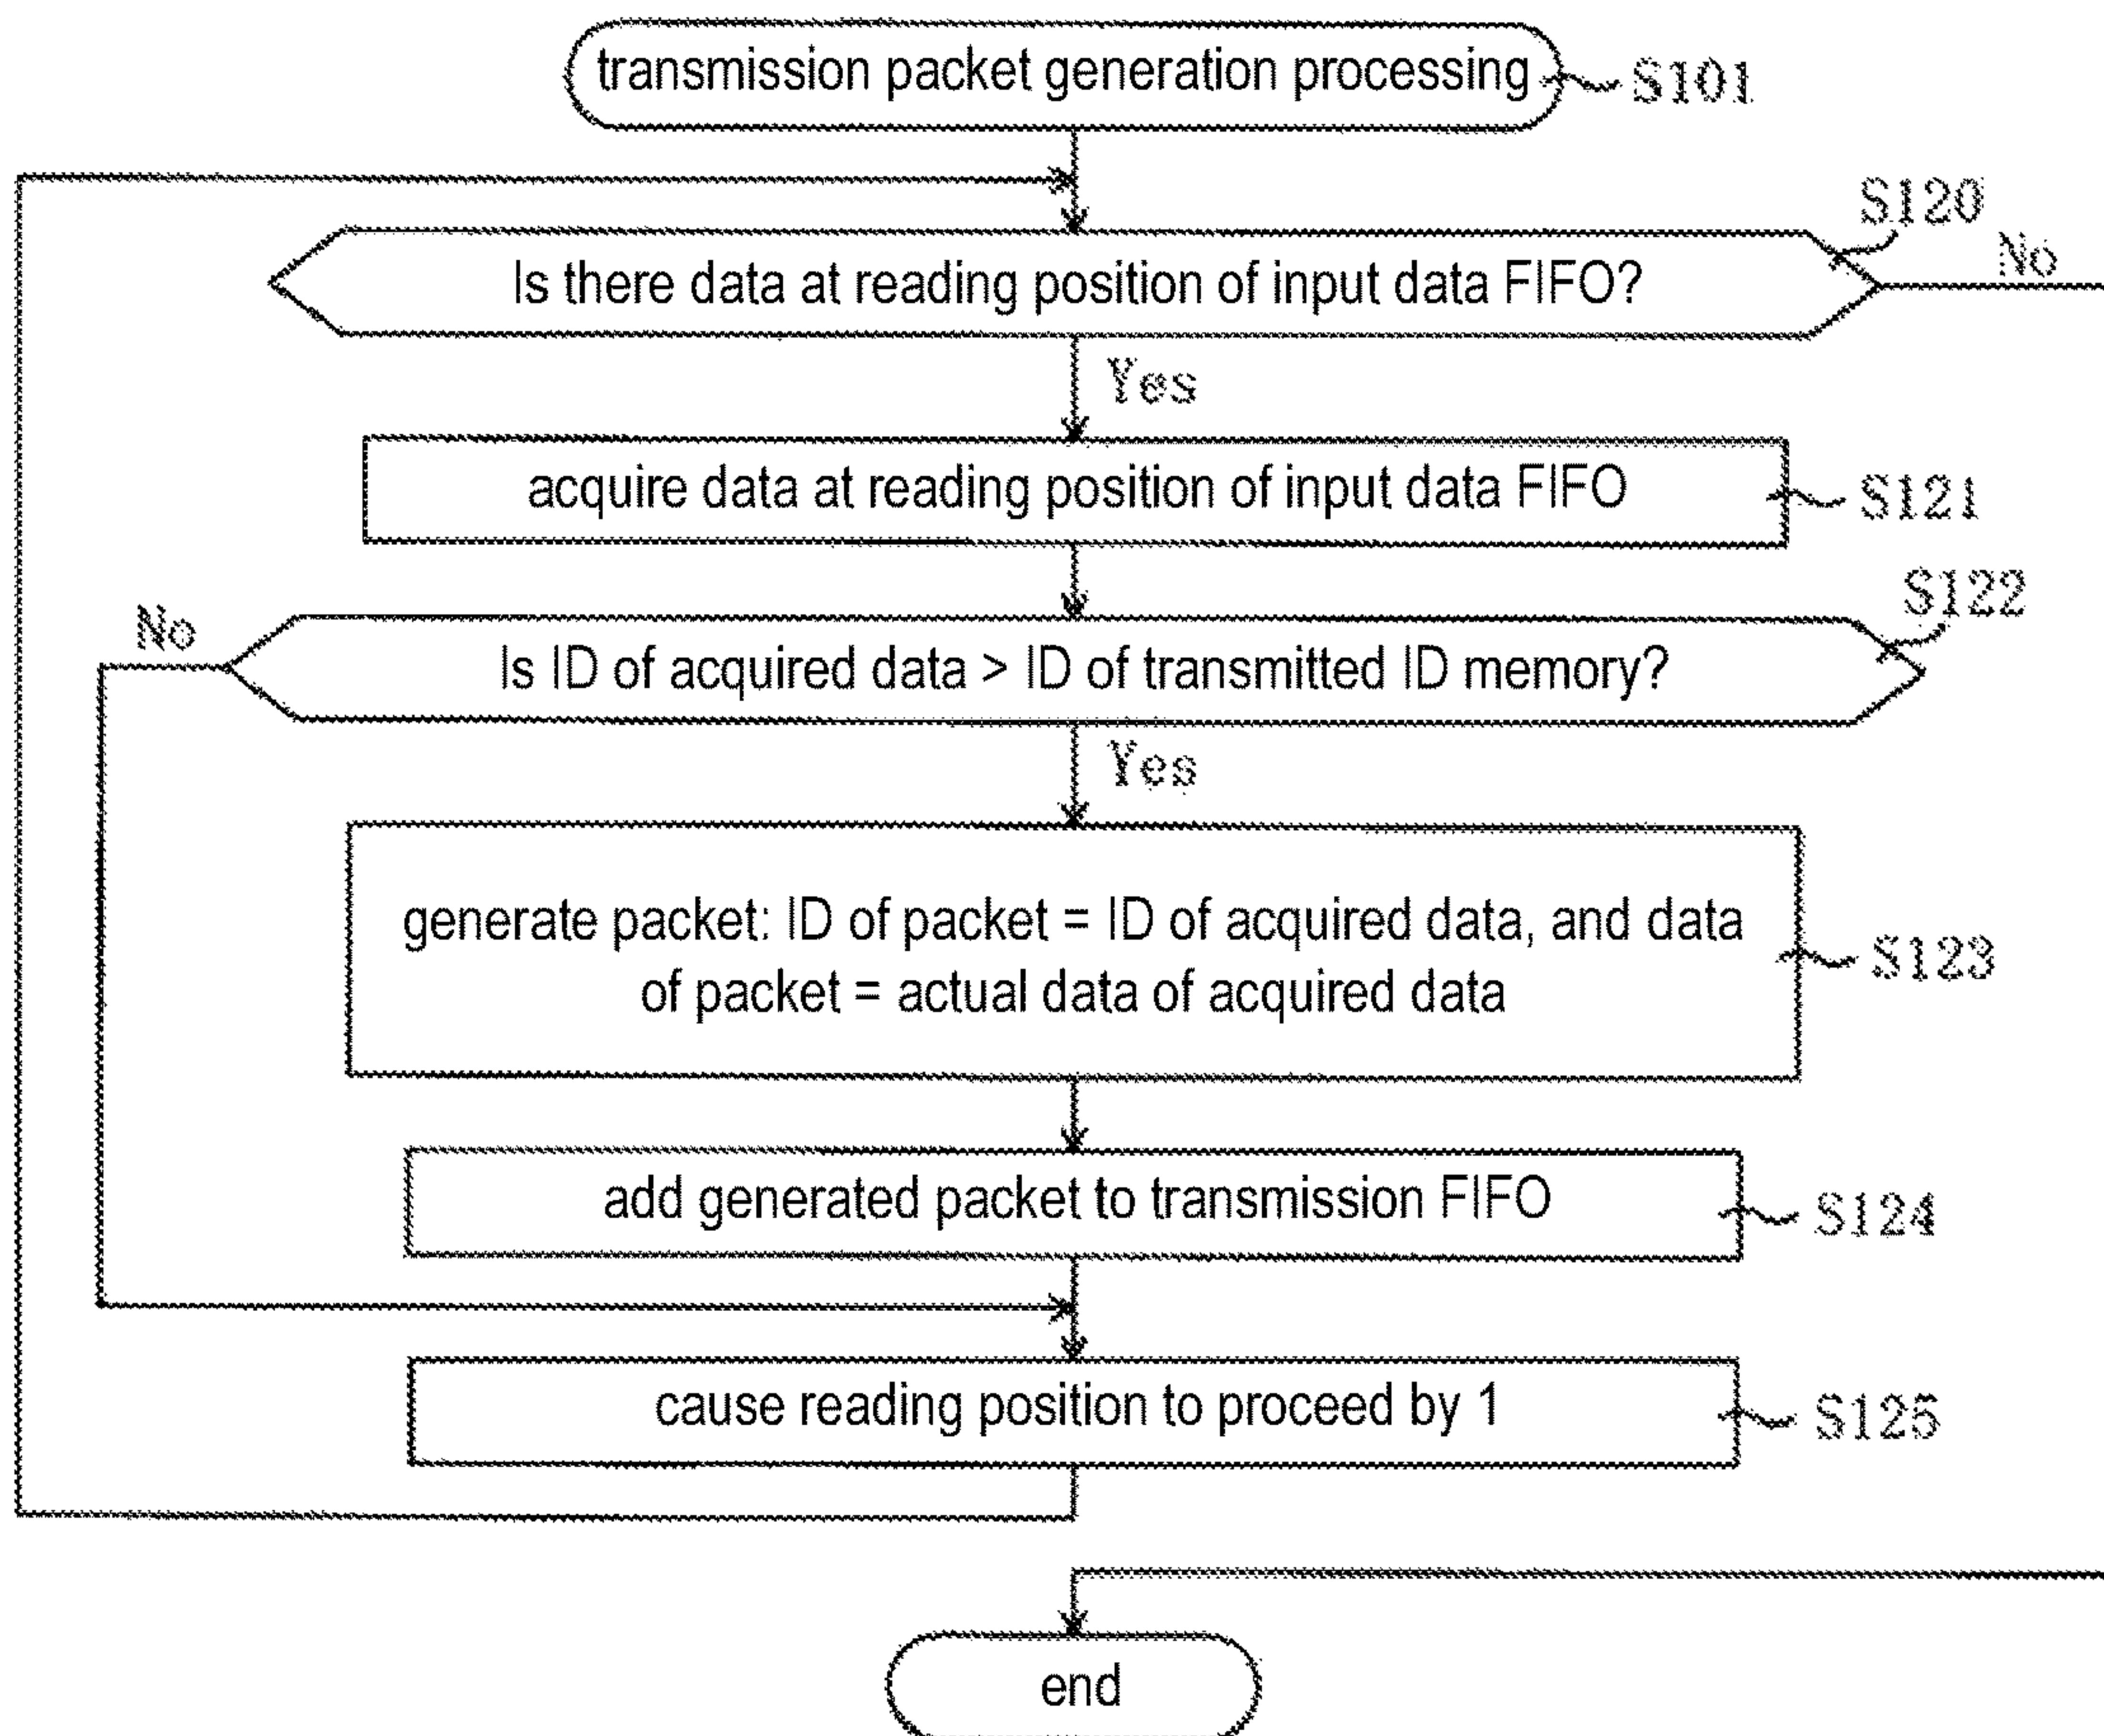 transmission packet generation processing S101
S120
Is there data at reading position of input data FIFO? No
Yes
acquire data at reading position of input data FIFO S121
S122
No
Is ID of acquired data > ID of transmitted ID memory?
Yes
generate packet: ID of packet = ID of acquired data, and data
of packet = actual data of acquired data
S123
add generated packet to transmission FIFO S124
cause reading position to proceed by 1 S125
end